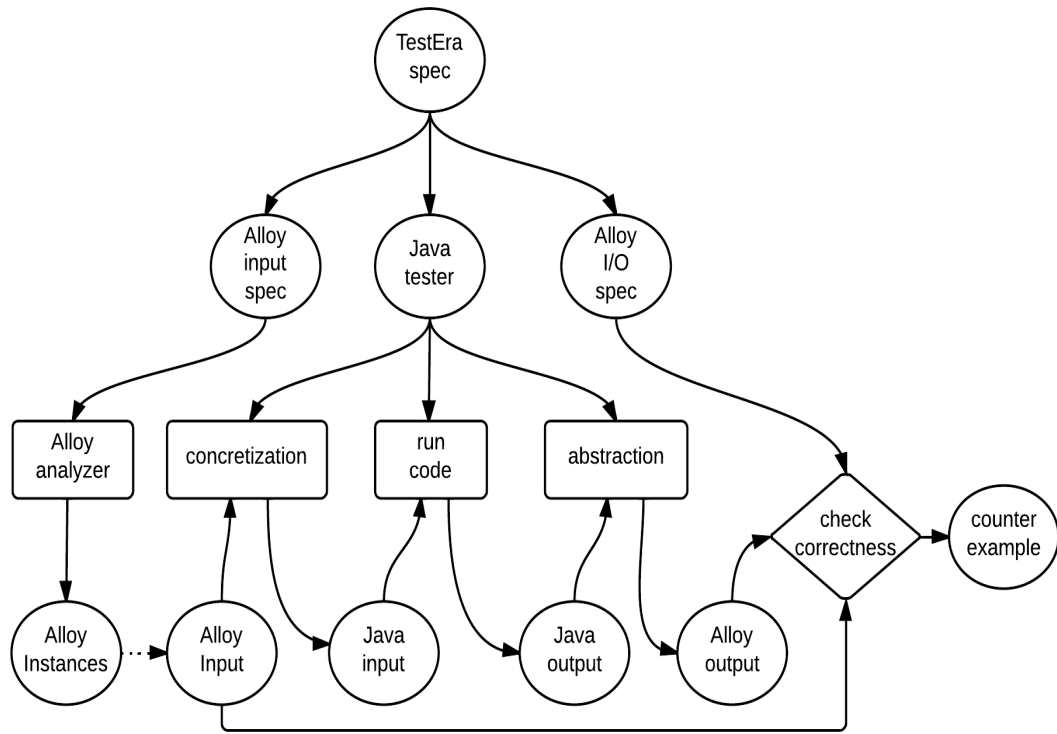 TestEra
spec
Alloy
input
spec
Java
tester
Alloy
I/O
spec
Alloy
analyzer
concretization
run
code
abstraction
check
correctness
counter
example
Alloy
Instances
Alloy
Input
Java
input
Java
output
Alloy
output